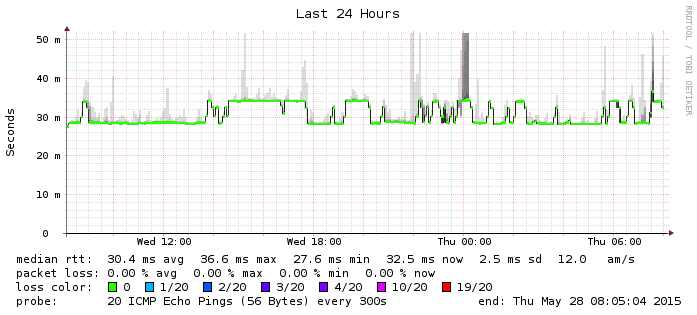 Last 24 Hours
RRDTOOL / TOBI OETIKER
Seconds
50 m
40 m
30 m
20 m
10 m
0
Wed 12:00 Wed 18:00 Thu 00:00 Thu 06:00
median rtt: 30.4 ms avg 36.6 ms max 27.6 ms min 32.5 ms now 2.5 ms sd 12.0 am/s
packet loss: 0.00 % avg 0.00 % max 0.00 % min 0.00 % now
loss color: 0 1/20 2/20 3/20 4/20 10/20 19/20
probe: 20 ICMP Echo Pings (56 Bytes) every 300s end: Thu May 28 08:05:04 2015